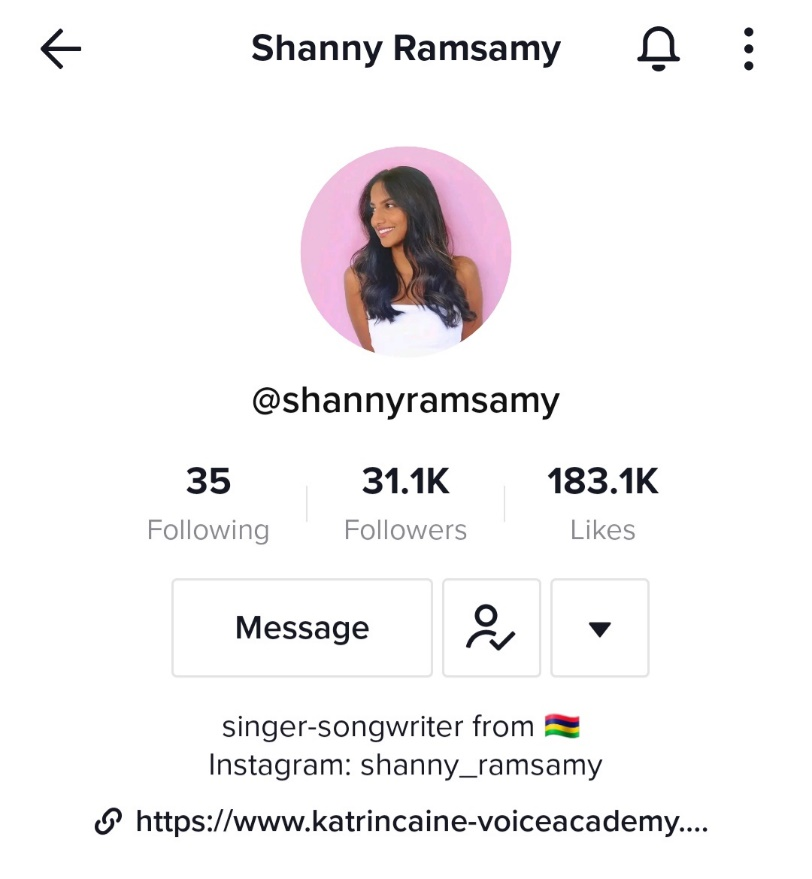 Shanny Ramsamy
@shannyramsamy
35 31.1K 183.1K
Following Followers Likes
Message
singer-songwriter from 🇲🇺
Instagram: shanny_ramsamy
https://www.katrincaine-voiceacademy....